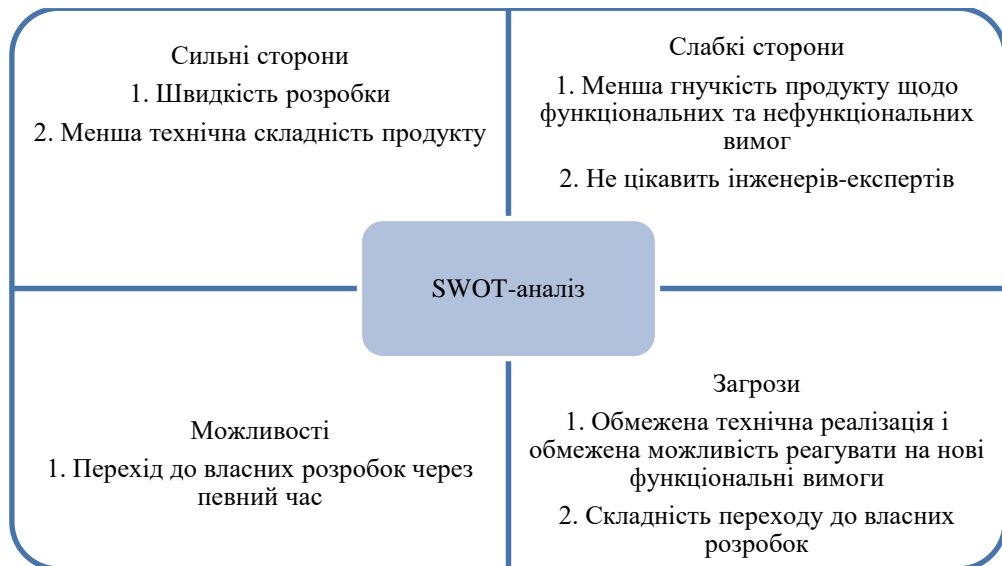 Сильні сторони
1. Швидкість розробки
2. Менша технічна складність продукту
Слабкі сторони
1. Менша гнучкість продукту щодо
функціональних та нефункціональних
вимог
2. Не цікавить інженерів-експертів
SWOT-аналіз
Можливості
1. Перехід до власних розробок через
певний час
Загрози
1. Обмежена технічна реалізація і
обмежена можливість реагувати на нові
функціональні вимоги
2. Складність переходу до власних
розробок